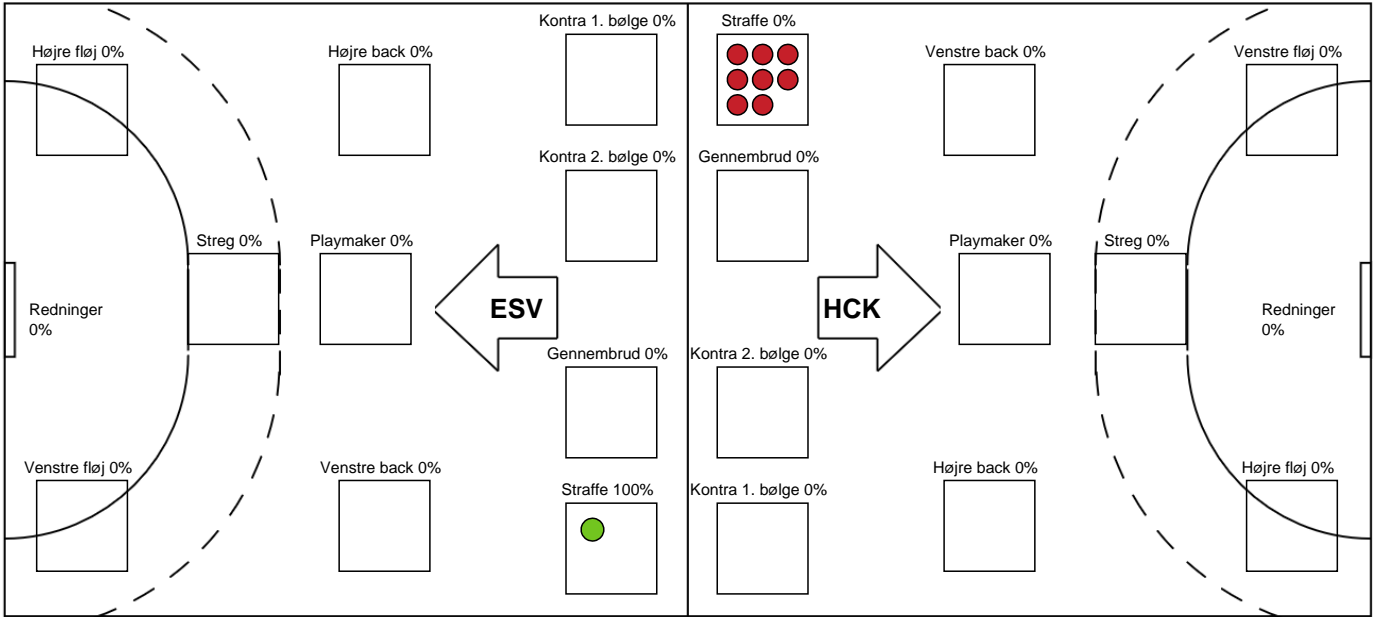 Kontra 1. bølge 0%
Straffe 0%
Højre fløj 0%
Højre back 0%
Venstre back 0%
Venstre fløj 0%
Kontra 2. bølge 0%
Gennembrud 0%
Streg 0%
Playmaker 0%
Playmaker 0%
Streg 0%
Redninger
0%
ESV
HCK
Redninger
0%
Gennembrud 0%
Kontra 2. bølge 0%
Venstre fløj 0%
Venstre back 0%
Højre back 0%
Højre fløj 0%
Straffe 100%
Kontra 1. bølge 0%